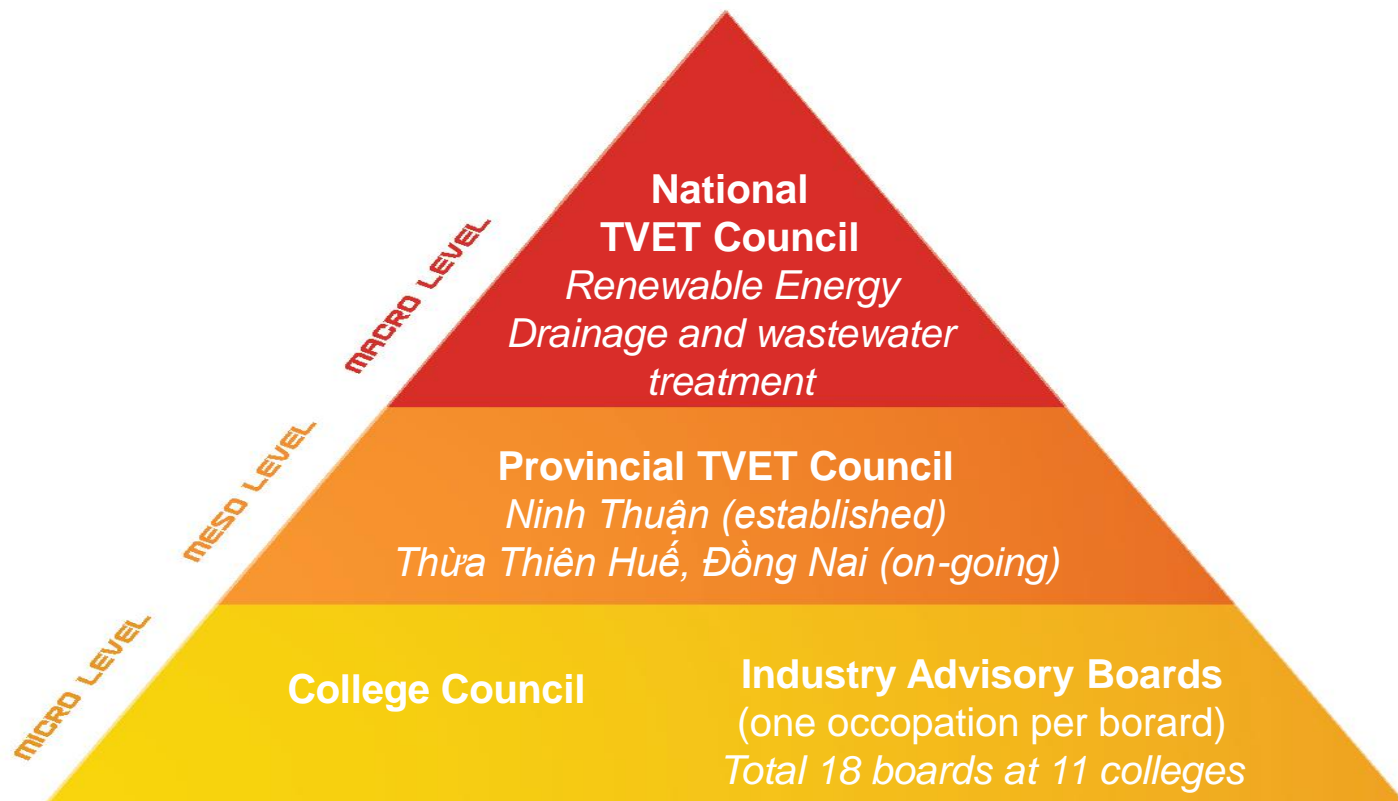 MACRO LEVEL
National
TVET Council
Renewable Energy
Drainage and wastewater
treatment
MESO LEVEL
Provincial TVET Council
Ninh Thuận (established)
Thừa Thiên Huế, Đồng Nai (on-going)
MICRO LEVEL
College Council
Industry Advisory Boards
(one occopation per borard)
Total 18 boards at 11 colleges